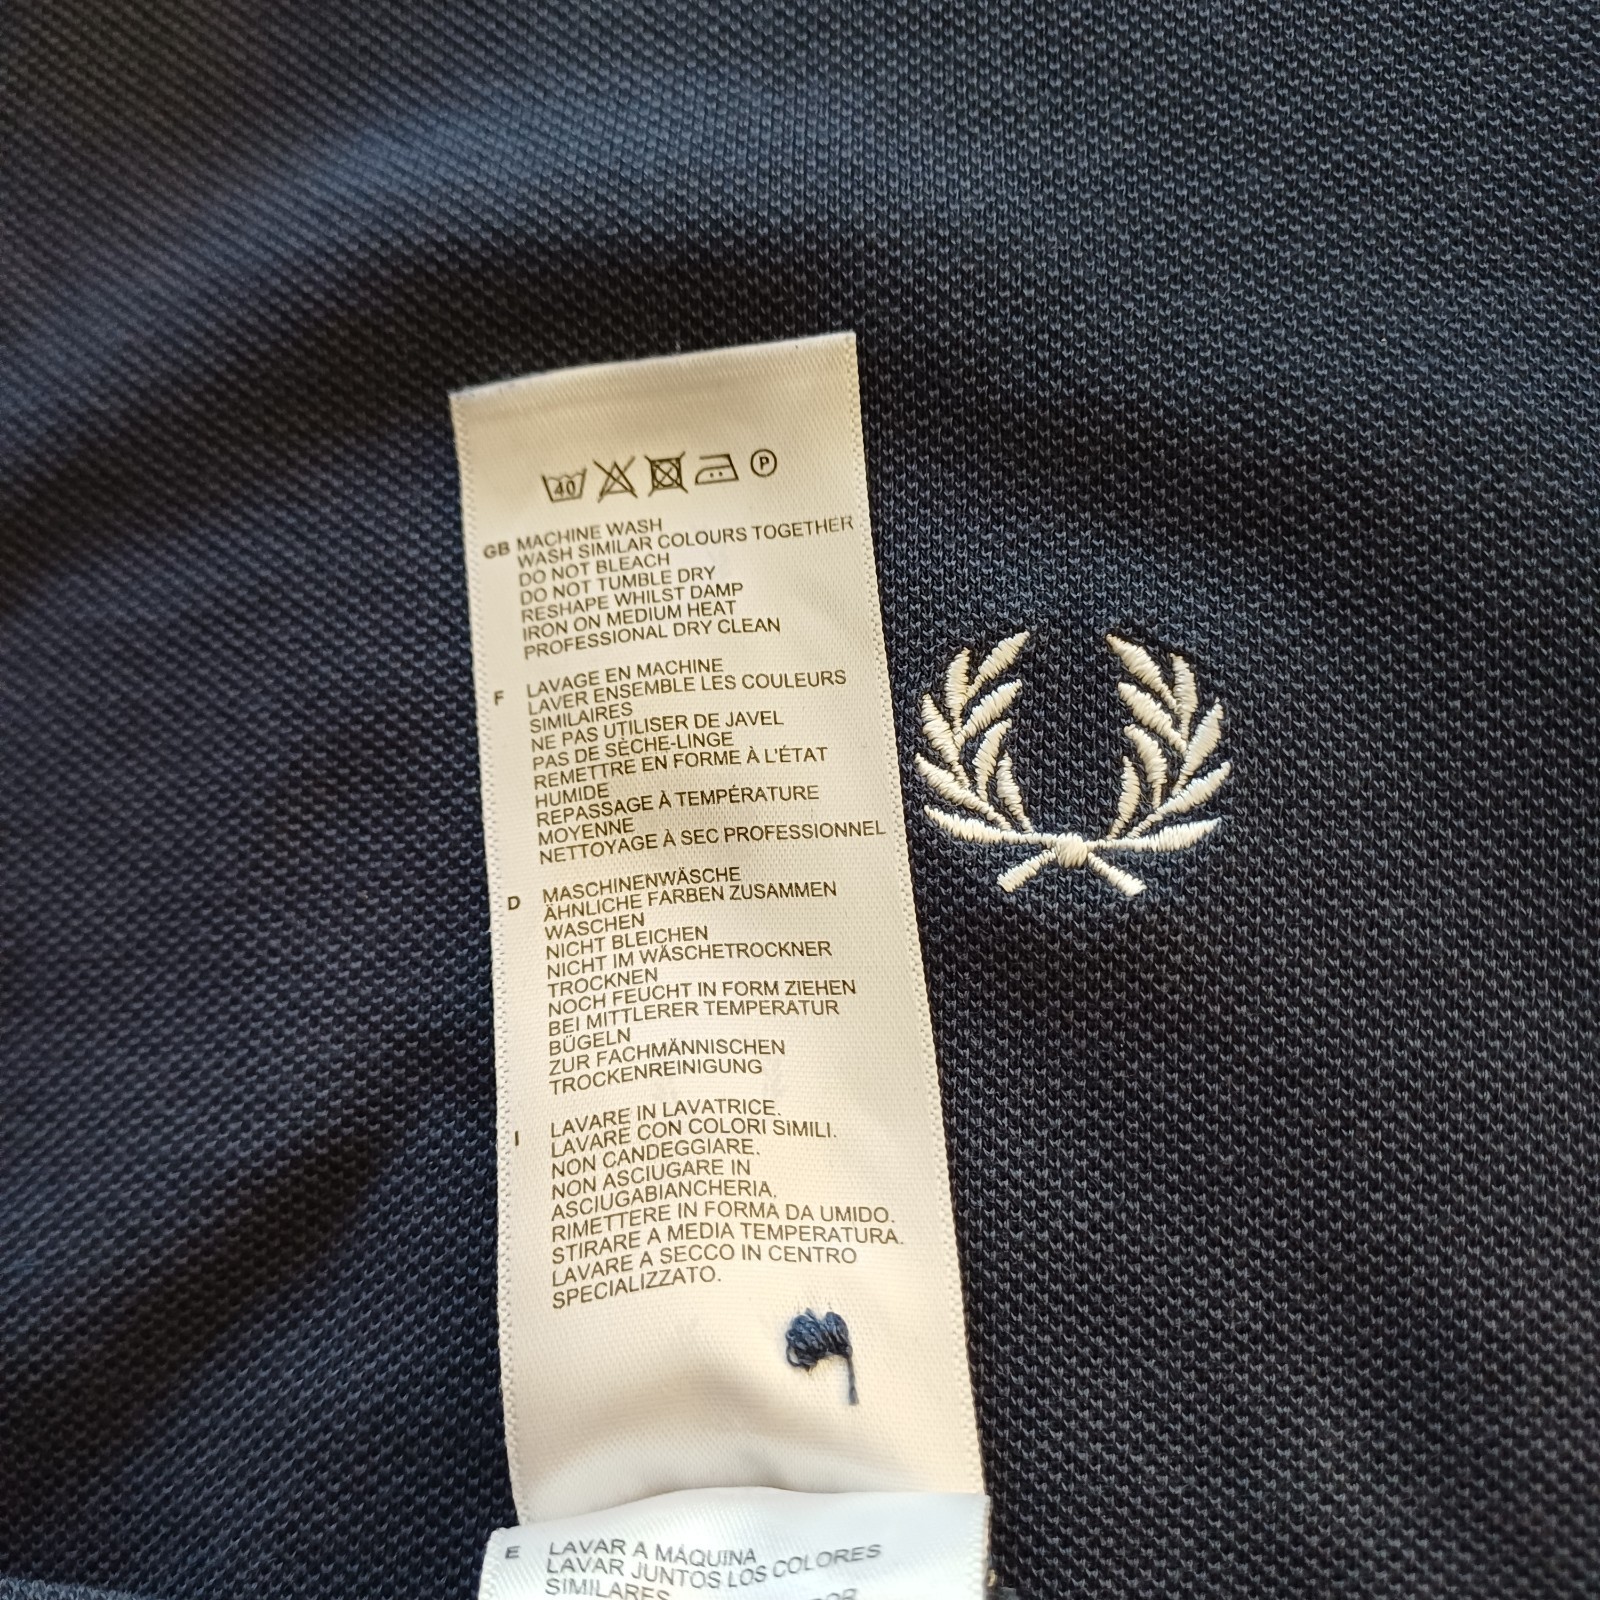 40 P
GB MACHINE WASH
WASH SIMILAR COLOURS TOGETHER
DO NOT BLEACH
DO NOT TUMBLE DRY
RESHAPE WHILST DAMP
IRON ON MEDIUM HEAT
PROFESSIONAL DRY CLEAN
F LAVAGE EN MACHINE
LAVER ENSEMBLE LES COULEURS
SIMILAIRES
NE PAS UTILISER DE JAVEL
PAS DE SÈCHE-LINGE
REMETTRE EN FORME À L'ÉTAT
HUMIDE
REPASSAGE À TEMPÉRATURE
MOYENNE
NETTOYAGE À SEC PROFESSIONNEL
D MASCHINENWÄSCHE
ÄHNLICHE FARBEN ZUSAMMEN
WASCHEN
NICHT BLEICHEN
NICHT IM WÄSCHETROCKNER
TROCKNEN
NOCH FEUCHT IN FORM ZIEHEN
BEI MITTLERER TEMPERATUR
BÜGELN
ZUR FACHMÄNNISCHEN
TROCKENREINIGUNG
I LAVARE IN LAVATRICE.
LAVARE CON COLORI SIMILI.
NON CANDEGGIARE.
NON ASCIUGARE IN
ASCIUGABIANCHERIA.
RIMETTERE IN FORMA DA UMIDO.
STIRARE A MEDIA TEMPERATURA.
LAVARE A SECCO IN CENTRO
SPECIALIZZATO.
E LAVAR A MÁQUINA
LAVAR JUNTOS LOS COLORES
SIMILARES